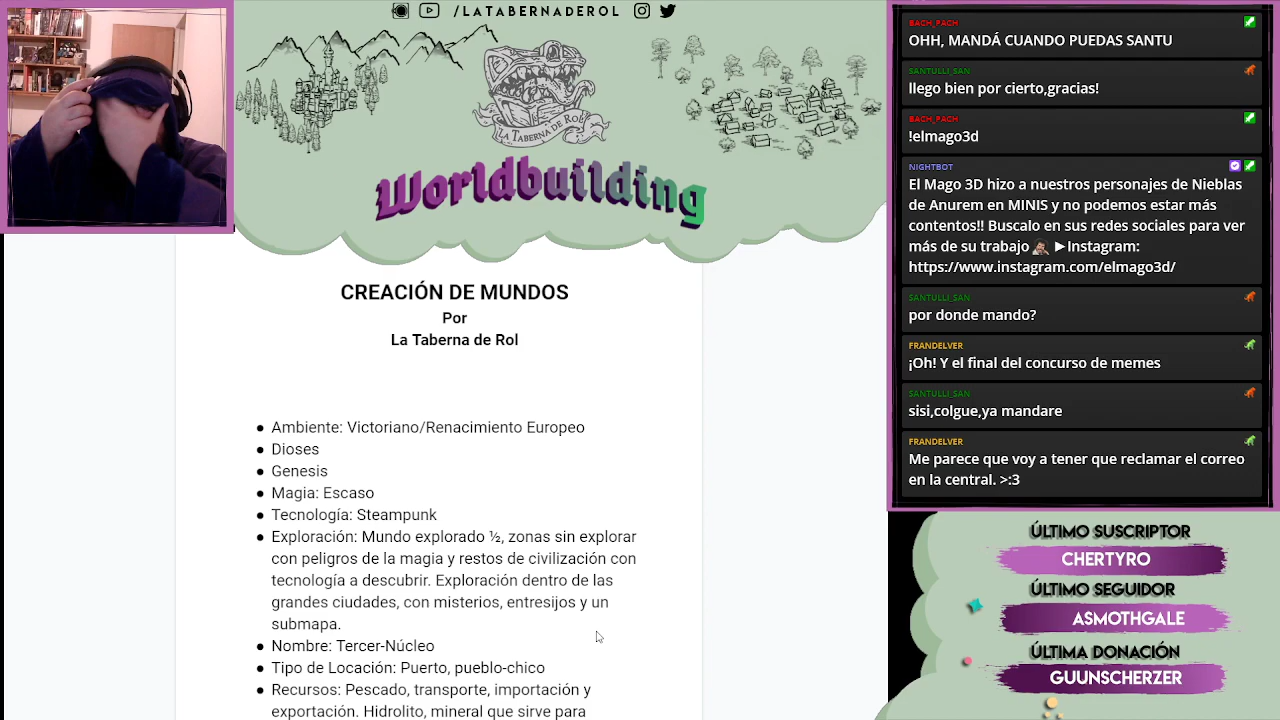 /LATABERNADEROL
LA TABERNA DE ROL
Worldbuilding
CREACIÓN DE MUNDOS
Por
La Taberna de Rol
● Ambiente: Victoriano/Renacimiento Europeo
● Dioses
● Genesis
● Magia: Escaso
● Tecnología: Steampunk
● Exploración: Mundo explorado ½, zonas sin explorar
con peligros de la magia y restos de civilización con
tecnología a descubrir. Exploración dentro de las
grandes ciudades, con misterios, entresijos y un
submapa.
● Nombre: Tercer-Núcleo
● Tipo de Locación: Puerto, pueblo-chico
● Recursos: Pescado, transporte, importación y
exportación. Hidrolito, mineral que sirve para
BACH_PACH
OHH, MANDÁ CUANDO PUEDAS SANTU
SANTULLI_SAN
llego bien por cierto,gracias!
BACH_PACH
!elmago3d
NIGHTBOT
El Mago 3D hizo a nuestros personajes de Nieblas
de Anurem en MINIS y no podemos estar más
contentos!! Buscalo en sus redes sociales para ver
más de su trabajo ►Instagram:
https://www.instagram.com/elmago3d/
SANTULLI_SAN
por donde mando?
FRANDELVER
¡Oh! Y el final del concurso de memes
SANTULLI_SAN
sisi,colgue,ya mandare
FRANDELVER
Me parece que voy a tener que reclamar el correo
en la central. >:3
ÚLTIMO SUSCRIPTOR
CHERTYRO
ÚLTIMO SEGUIDOR
ASMOTHGALE
ÚLTIMA DONACIÓN
GUUNSCHERZER